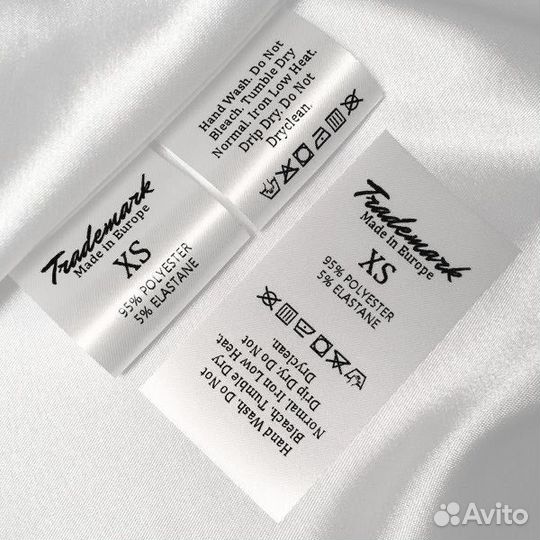 Hand Wash. Do Not
Bleach. Tumble Dry
Normal. Iron Low Heat.
Drip Dry. Do Not
Dryclean.
Trademark
Made in Europe
XS
95% POLYESTER
5% ELASTANE
Trademark
Made in Europe
XS
95% POLYESTER
5% ELASTANE
Hand Wash. Do Not
Bleach. Tumble Dry
Normal. Iron Low Heat.
Drip Dry. Do Not
Dryclean.
Avito